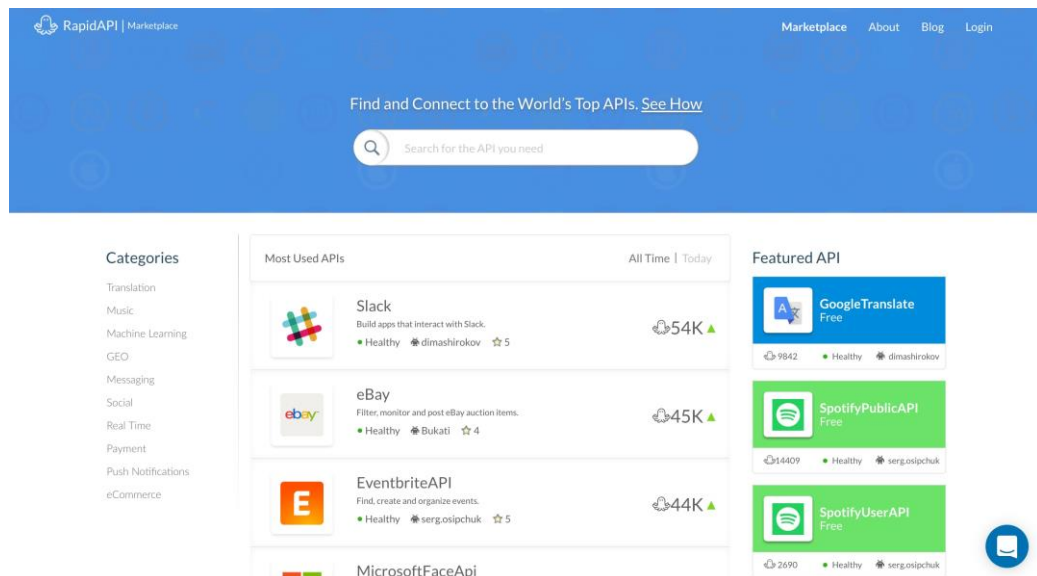 RapidAPI | Marketplace
Marketplace About Blog Login
Find and Connect to the World's Top APIs. See How
Search for the API you need
Categories
Translation
Music
Machine Learning
GEO
Messaging
Social
Real Time
Payment
Push Notifications
eCommerce
Most Used APIs All Time | Today
Slack
Build apps that interact with Slack.
Healthy dimashirokov 5
54K
ebay
eBay
Filter, monitor and post eBay auction items.
Healthy Bukati 4
45K
E
EventbriteAPI
Find, create and organize events.
Healthy serg.osipchuk 5
44K
MicrosoftFaceApi
Featured API
A
GoogleTranslate
Free
9842 Healthy dimashirokov
SpotifyPublicAPI
Free
14409 Healthy serg.osipchuk
SpotifyUserAPI
Free
2690 Healthy serg.osipchuk